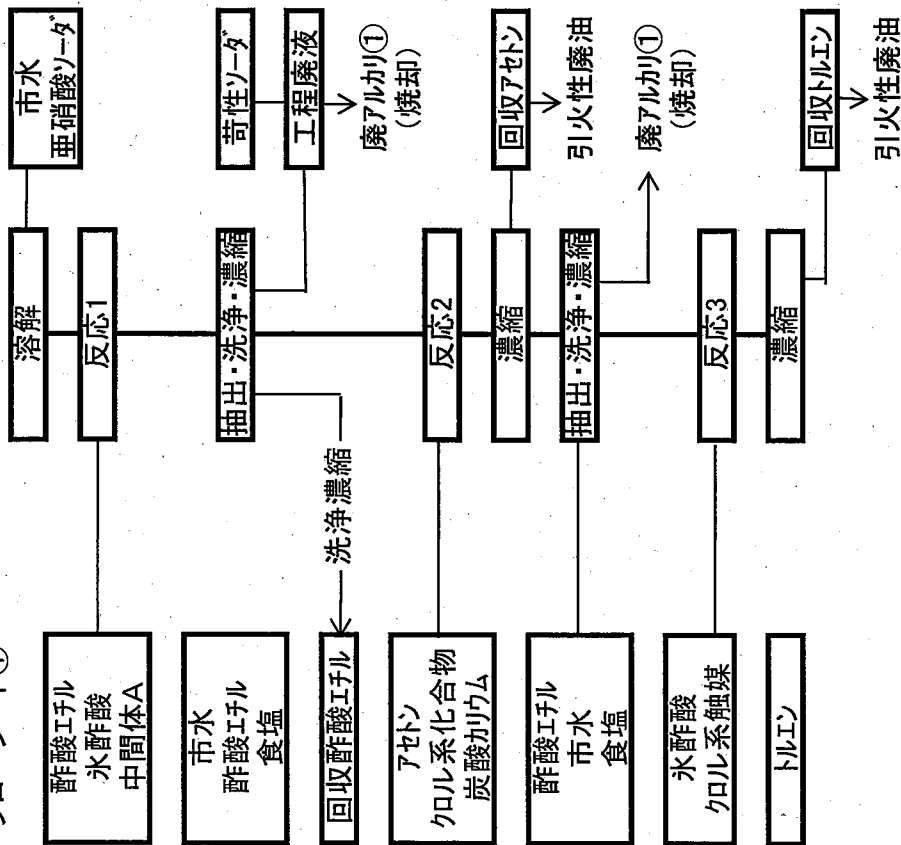 市水
亜硝酸ソーダ
溶解
反応1
酢酸エチル
氷酢酸
中間体A
苛性ソーダ
工程廃液
廃アルカリ①
(焼却)
抽出・洗浄・濃縮
洗浄濃縮
市水
酢酸エチル
食塩
回収酢酸エチル
反応2
アセトン
クロル系化合物
炭酸カリウム
濃縮
回収アセトン
引火性廃油
抽出・洗浄・濃縮
廃アルカリ①
(焼却)
酢酸エチル
市水
食塩
反応3
氷酢酸
クロル系触媒
濃縮
トルエン
回収トルエン
引火性廃油